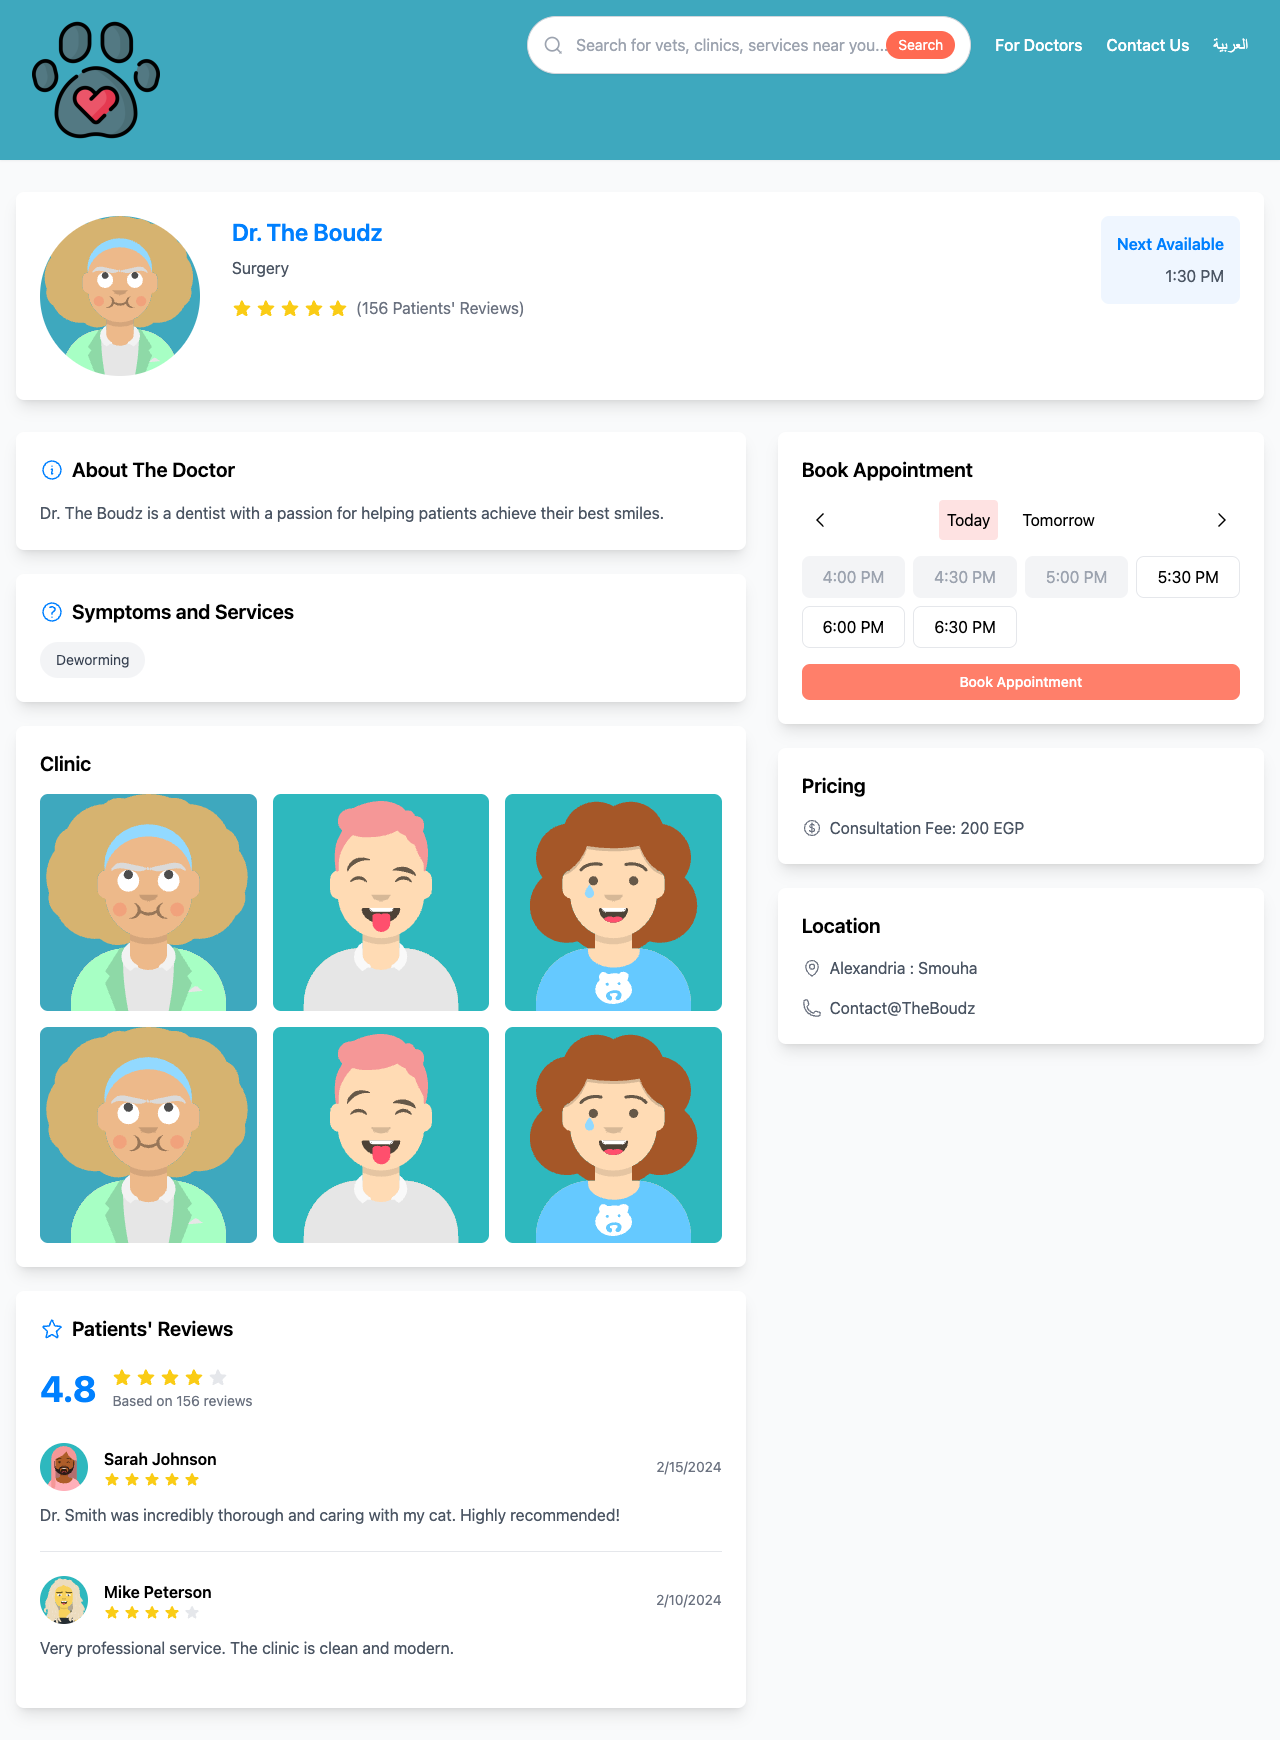 Search for vets, clinics, services near you...
Search
For Doctors
Contact Us
العربية
Dr. The Boudz
Surgery
(156 Patients' Reviews)
Next Available
1:30 PM
About The Doctor
Dr. The Boudz is a dentist with a passion for helping patients achieve their best smiles.
Symptoms and Services
Deworming
Clinic
Patients' Reviews
4.8
Based on 156 reviews
Sarah Johnson
2/15/2024
Dr. Smith was incredibly thorough and caring with my cat. Highly recommended!
Mike Peterson
2/10/2024
Very professional service. The clinic is clean and modern.
Book Appointment
Today
Tomorrow
4:00 PM
4:30 PM
5:00 PM
5:30 PM
6:00 PM
6:30 PM
Book Appointment
Pricing
Consultation Fee: 200 EGP
Location
Alexandria : Smouha
Contact@TheBoudz